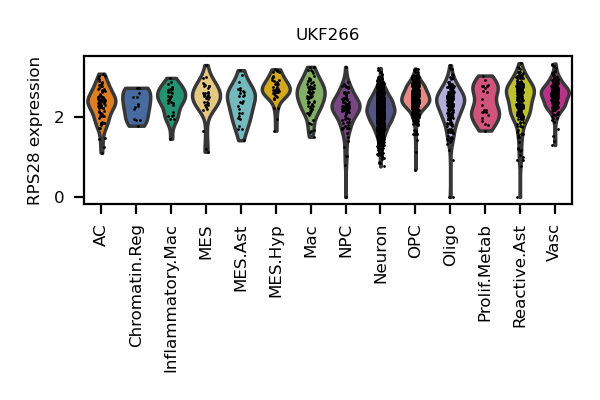 UKF266
RPS28 expression
2
0
AC
Chromatin.Reg
Inflammatory.Mac
MES
MES.Ast
MES.Hyp
Mac
NPC
Neuron
OPC
Oligo
Prolif.Metab
Reactive.Ast
Vasc